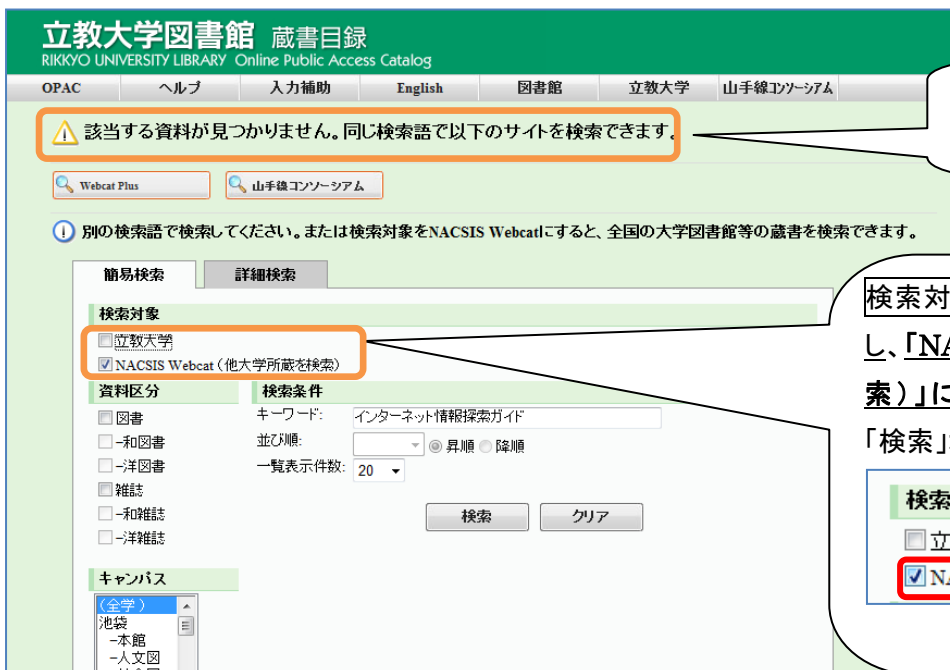 立教大学図書館 蔵書目録
RIKKYO UNIVERSITY LIBRARY Online Public Access Catalog
OPAC ヘルプ 入力補助 English 図書館 立教大学 山手線コンソーシアム
該当する資料が見つかりません。同じ検索語で以下のサイトを検索できます。
Webcat Plus 山手線コンソーシアム
別の検索語で検索してください。または検索対象をNACSIS Webcatにすると、全国の大学図書館等の蔵書を検索できます。
簡易検索 詳細検索
検索対象
立教大学
NACSIS Webcat（他大学所蔵を検索）
資料区分 検索条件
図書 キーワード: インターネット情報探索ガイド
-和図書 並び順: 昇順 降順
-洋図書 一覧表示件数: 20
雑誌
-和雑誌 検索 クリア
-洋雑誌
キャンパス
(全学)
池袋
-本館
-人文図
検索対
し、「NA
索）」に
「検索」
検索
立
NA